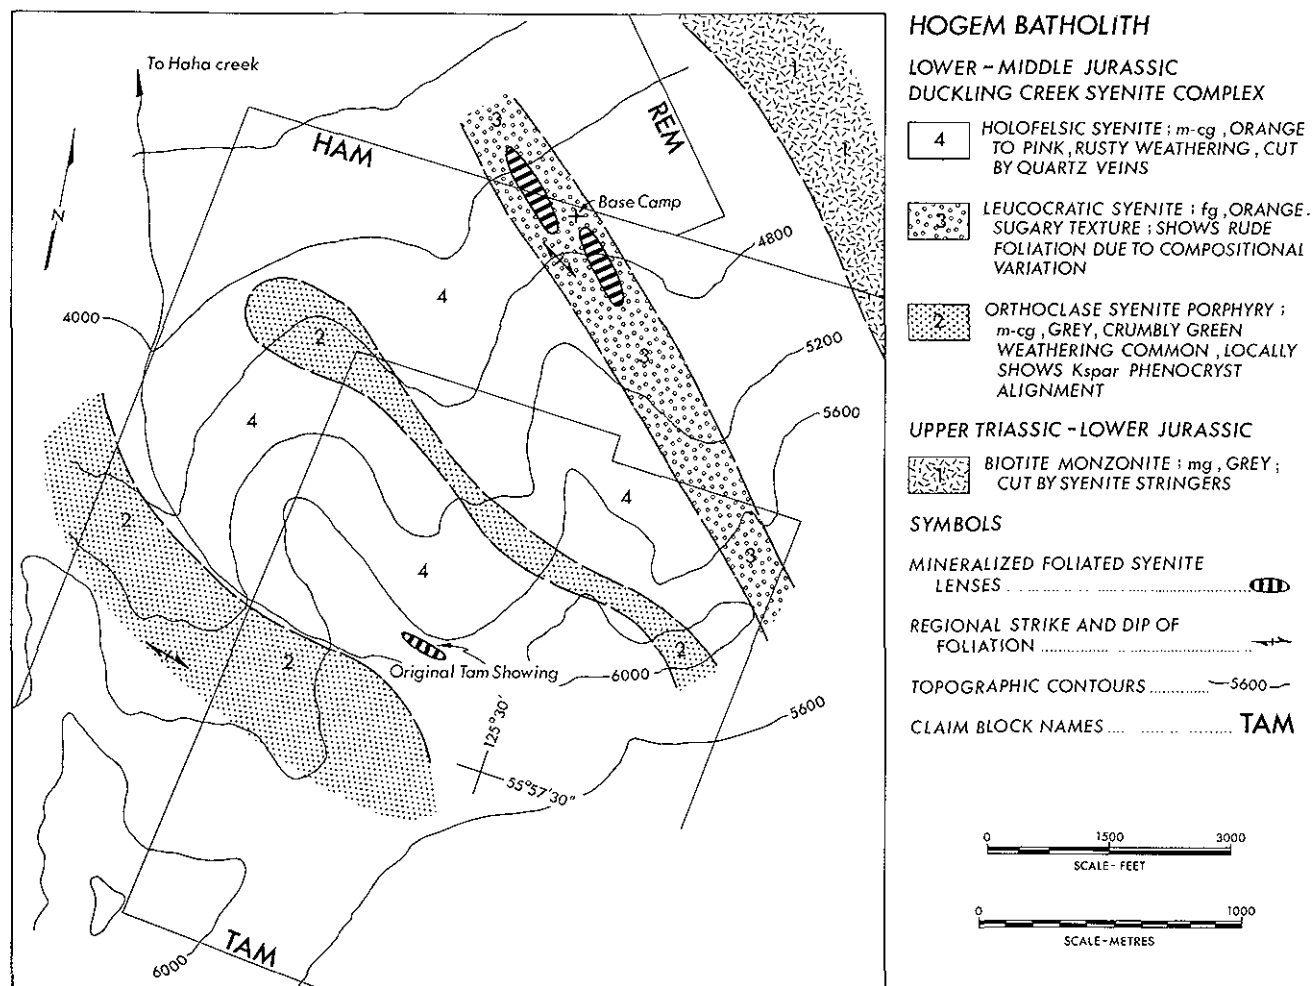 To Haha creek
N
HAM
REM
3
1
1
Base Camp
4800
4
4000
2
3
5200
5600
4
4
2
3
4
2
2
Original Tam Showing
6000
5600
125°30'
55°57'30"
TAM
6000
HOGEM BATHOLITH
LOWER - MIDDLE JURASSIC
DUCKLING CREEK SYENITE COMPLEX
4 HOLOFELSIC SYENITE ; m-cg , ORANGE
TO PINK , RUSTY WEATHERING , CUT
BY QUARTZ VEINS
3 LEUCOCRATIC SYENITE ; fg , ORANGE .
SUGARY TEXTURE ; SHOWS RUDE
FOLIATION DUE TO COMPOSITIONAL
VARIATION
2 ORTHOCLASE SYENITE PORPHYRY ;
m-cg , GREY , CRUMBLY GREEN
WEATHERING COMMON , LOCALLY
SHOWS Kspar PHENOCRYST
ALIGNMENT
UPPER TRIASSIC - LOWER JURASSIC
1 BIOTITE MONZONITE ; mg , GREY ;
CUT BY SYENITE STRINGERS
SYMBOLS
MINERALIZED FOLIATED SYENITE
LENSES
REGIONAL STRIKE AND DIP OF
FOLIATION
TOPOGRAPHIC CONTOURS 5600
CLAIM BLOCK NAMES TAM
0 1500 3000
SCALE - FEET
0 1000
SCALE - METRES